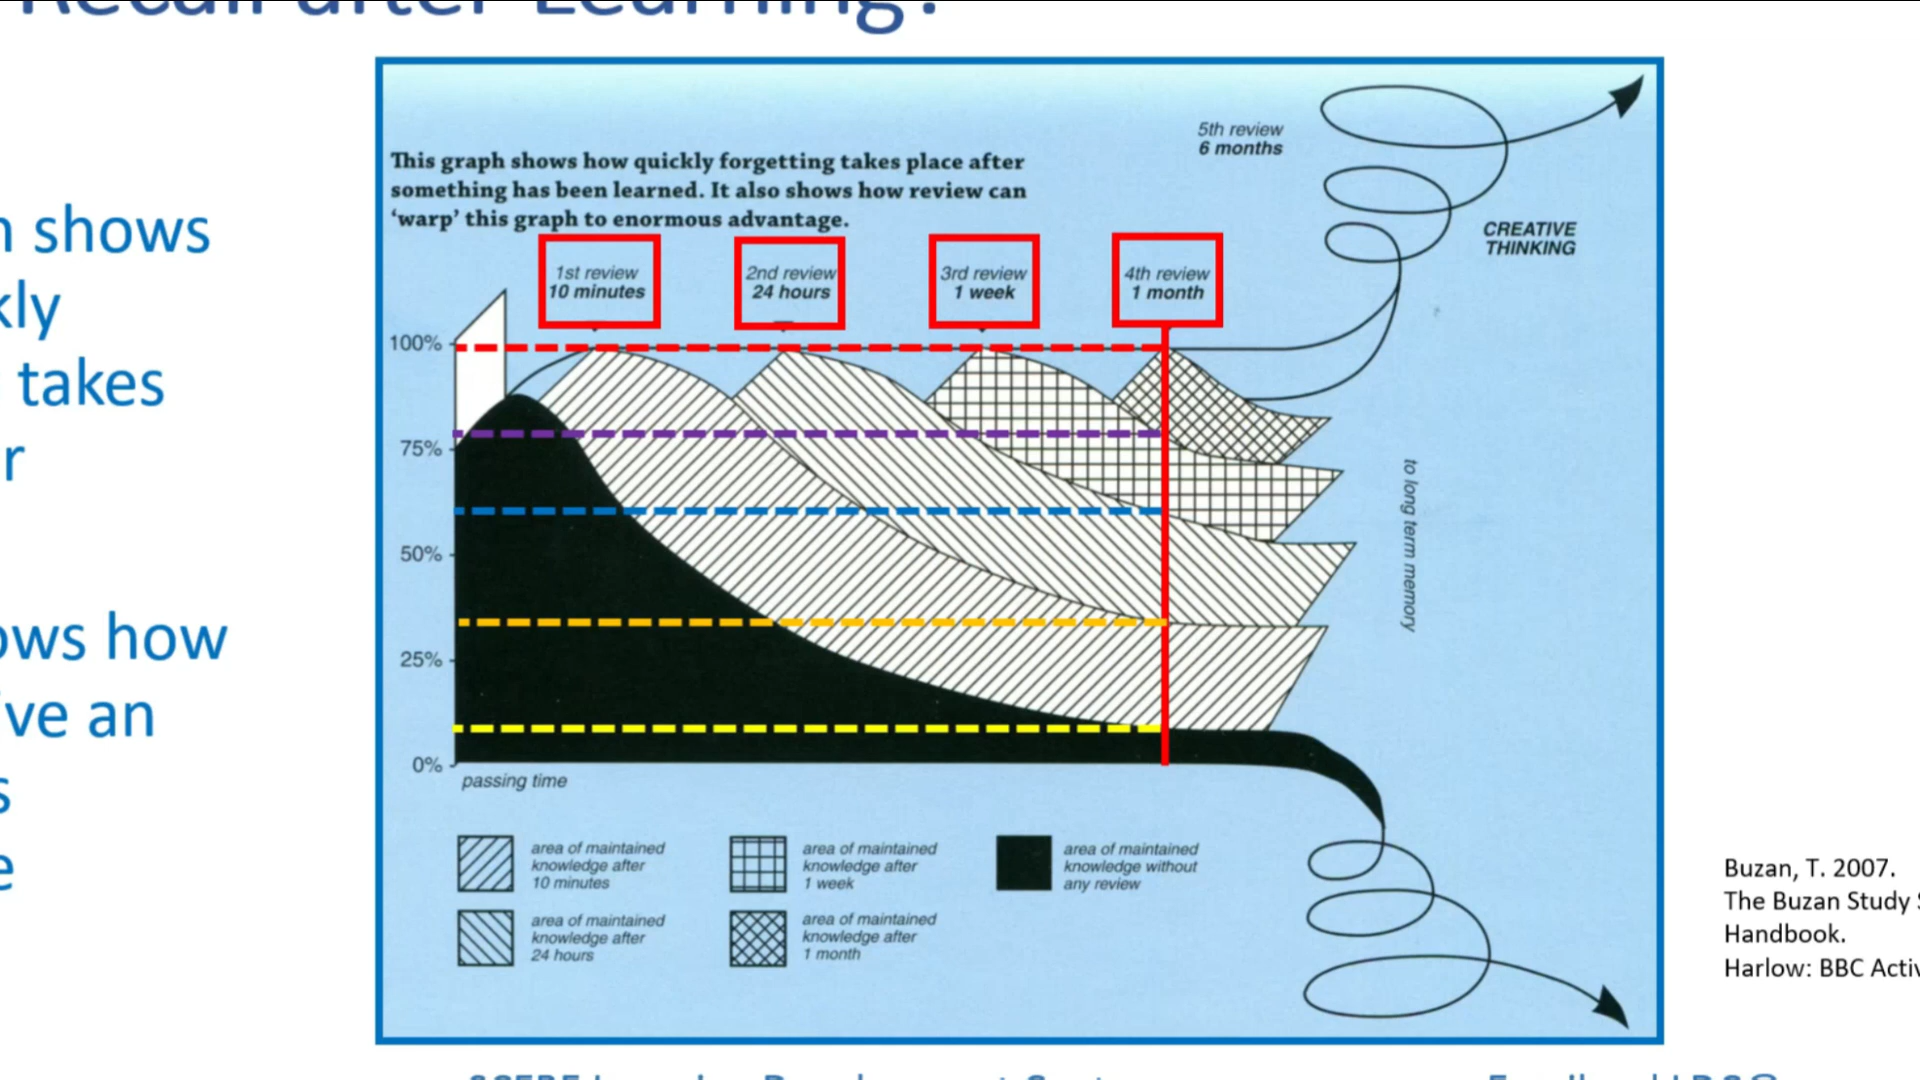 Recall after Learning?
shows
kly
takes
r
ows how
ive an
s
e
This graph shows how quickly forgetting takes place after
something has been learned. It also shows how review can
‘warp’ this graph to enormous advantage.
5th review
6 months
CREATIVE
THINKING
1st review
10 minutes
2nd review
24 hours
3rd review
1 week
4th review
1 month
100%
75%
50%
25%
0%
passing time
to long term memory
area of maintained
knowledge after
10 minutes
area of maintained
knowledge after
1 week
area of maintained
knowledge without
any review
area of maintained
knowledge after
24 hours
area of maintained
knowledge after
1 month
Buzan, T. 2007.
The Buzan Study
Handbook.
Harlow: BBC Activ